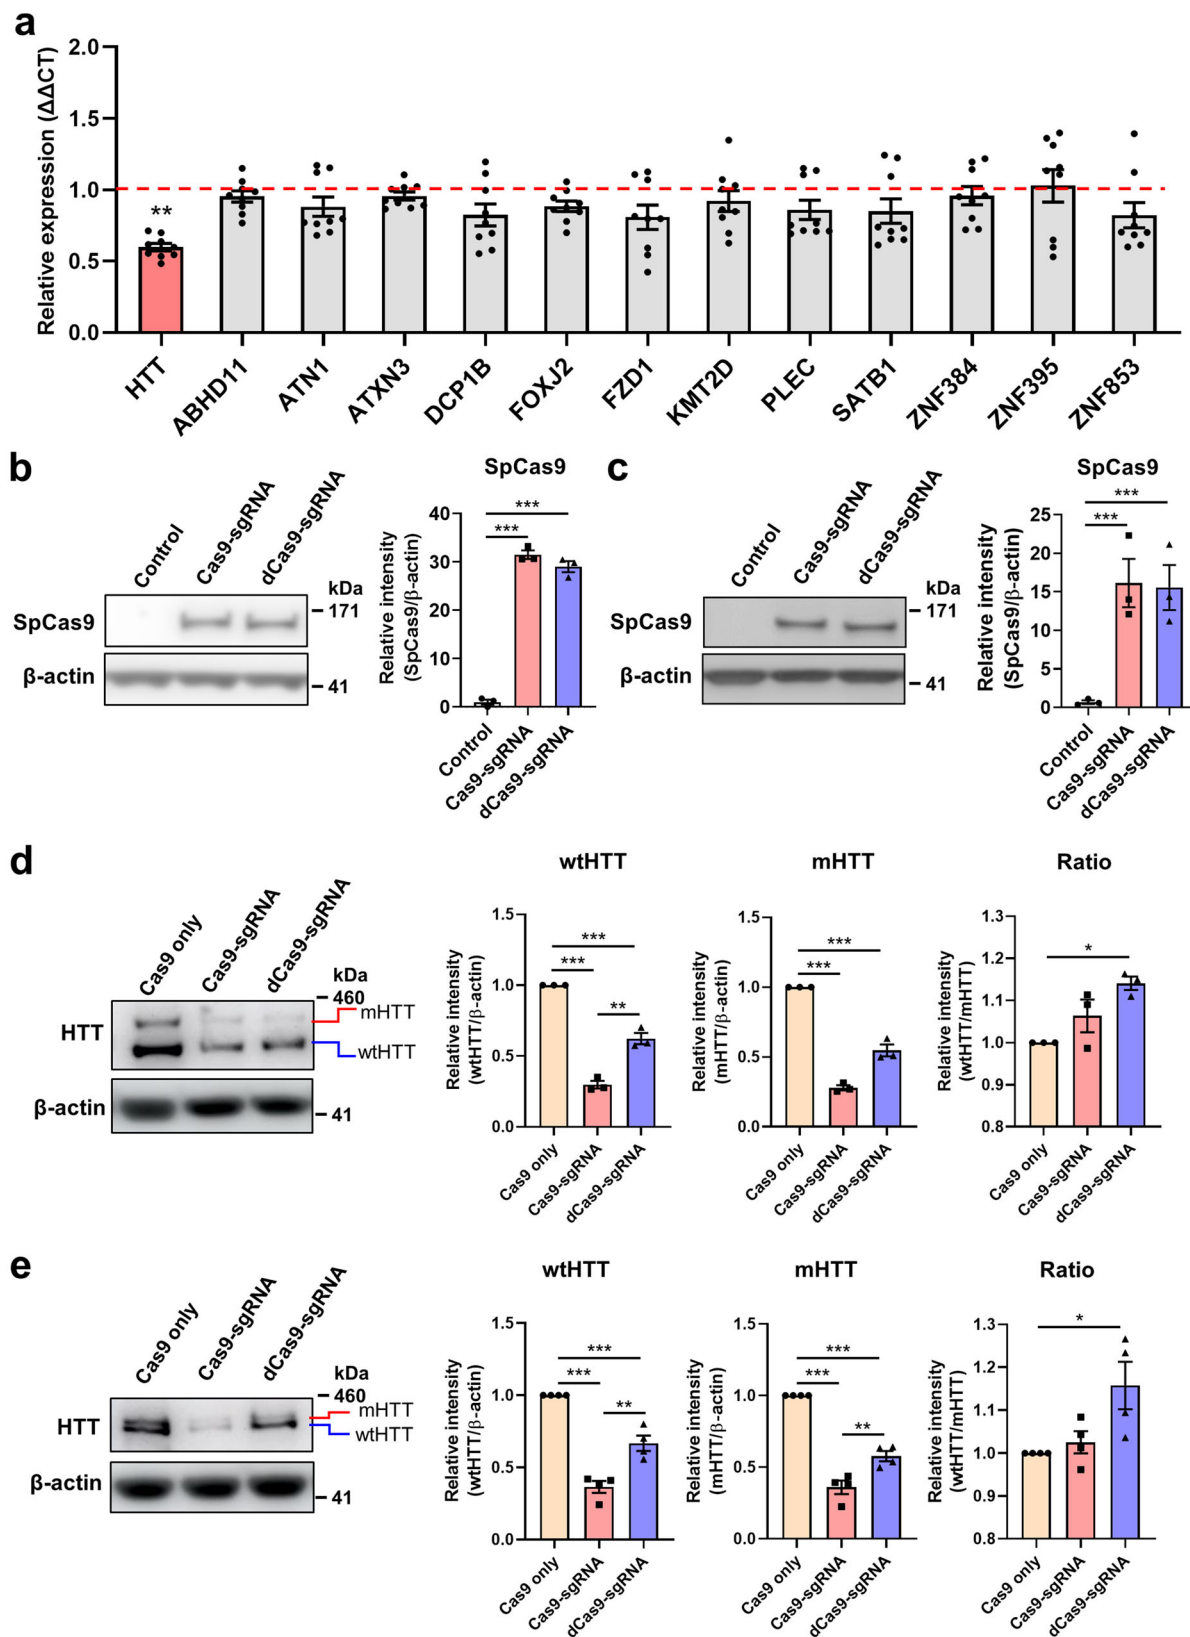 a
Relative expression (ΔΔCT)
2.0
1.5
1.0
0.5
0.0
**
HTT
ABHD11
ATN1
ATXN3
DCP1B
FOXJ2
FZD1
KMT2D
PLEC
SATB1
ZNF384
ZNF395
ZNF853
b
Control
Cas9-sgRNA
dCas9-sgRNA
kDa
SpCas9
171
β-actin
41
SpCas9
Relative intensity
(SpCas9/β-actin)
40
30
20
10
0
***
***
Control
Cas9-sgRNA
dCas9-sgRNA
c
Control
Cas9-sgRNA
dCas9-sgRNA
kDa
SpCas9
171
β-actin
41
SpCas9
Relative intensity
(SpCas9/β-actin)
25
20
15
10
5
0
***
***
Control
Cas9-sgRNA
dCas9-sgRNA
d
Cas9 only
Cas9-sgRNA
dCas9-sgRNA
kDa
460
mHTT
HTT
wtHTT
β-actin
41
wtHTT
Relative intensity
(wtHTT/β-actin)
1.5
1.0
0.5
0.0
***
***
**
Cas9 only
Cas9-sgRNA
dCas9-sgRNA
mHTT
Relative intensity
(mHTT/β-actin)
1.5
1.0
0.5
0.0
***
***
Cas9 only
Cas9-sgRNA
dCas9-sgRNA
Ratio
Relative intensity
(wtHTT/mHTT)
1.3
1.2
1.1
1.0
0.9
0.8
*
Cas9 only
Cas9-sgRNA
dCas9-sgRNA
e
Cas9 only
Cas9-sgRNA
dCas9-sgRNA
kDa
460
mHTT
HTT
wtHTT
β-actin
41
wtHTT
Relative intensity
(wtHTT/β-actin)
1.5
1.0
0.5
0.0
***
***
**
Cas9 only
Cas9-sgRNA
dCas9-sgRNA
mHTT
Relative intensity
(mHTT/β-actin)
1.5
1.0
0.5
0.0
***
***
**
Cas9 only
Cas9-sgRNA
dCas9-sgRNA
Ratio
Relative intensity
(wtHTT/mHTT)
1.3
1.2
1.1
1.0
0.9
0.8
*
Cas9 only
Cas9-sgRNA
dCas9-sgRNA